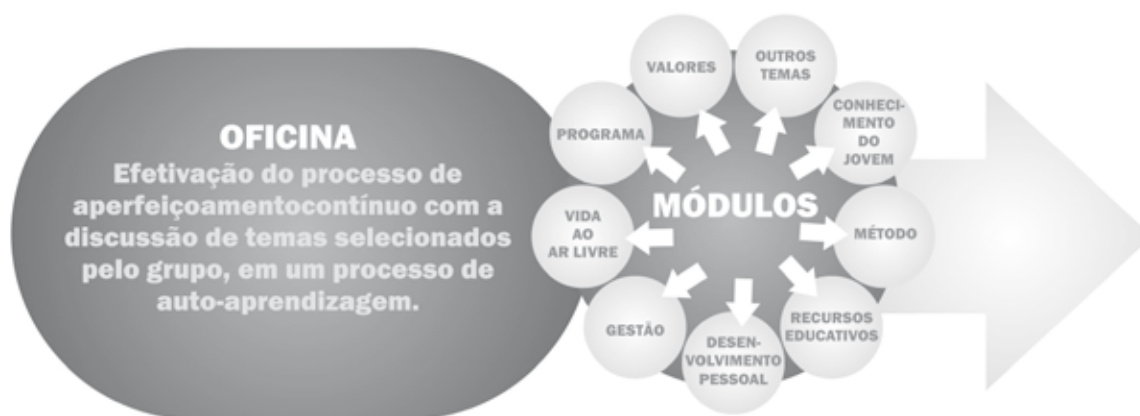 OFICINA
Efetivação do processo de
aperfeiçoamentocontínuo com a
discussão de temas selecionados
pelo grupo, em um processo de
auto-aprendizagem.
MÓDULOS
VALORES
OUTROS
TEMAS
CONHECI-
MENTO
DO
JOVEM
MÉTODO
RECURSOS
EDUCATIVOS
DESEN-
VOLVIMENTO
PESSOAL
GESTÃO
VIDA
AO
AR LIVRE
PROGRAMA